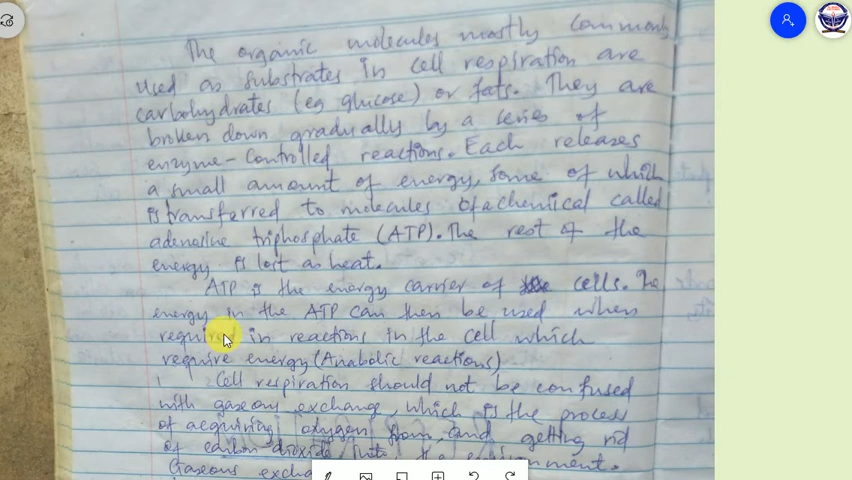 The organic molecules mostly commonly
used as substrates in cell respiration are
carbohydrates (eg glucose) or fats. They are
broken down gradually by a series of
enzyme-controlled reactions. Each releases
a small amount of energy, some of which
is transferred to molecules of a chemical called
adenosine triphosphate (ATP). The rest of the
energy is lost as heat.
ATP is the energy carrier of cells. The
energy in the ATP can then be used when
required in reactions in the cell which
require energy (Anabolic reactions)
Cell respiration should not be confused
with gaseous exchange, which is the process
of acquiring oxygen from, and getting rid
of carbon dioxide into the environment.
Gaseous